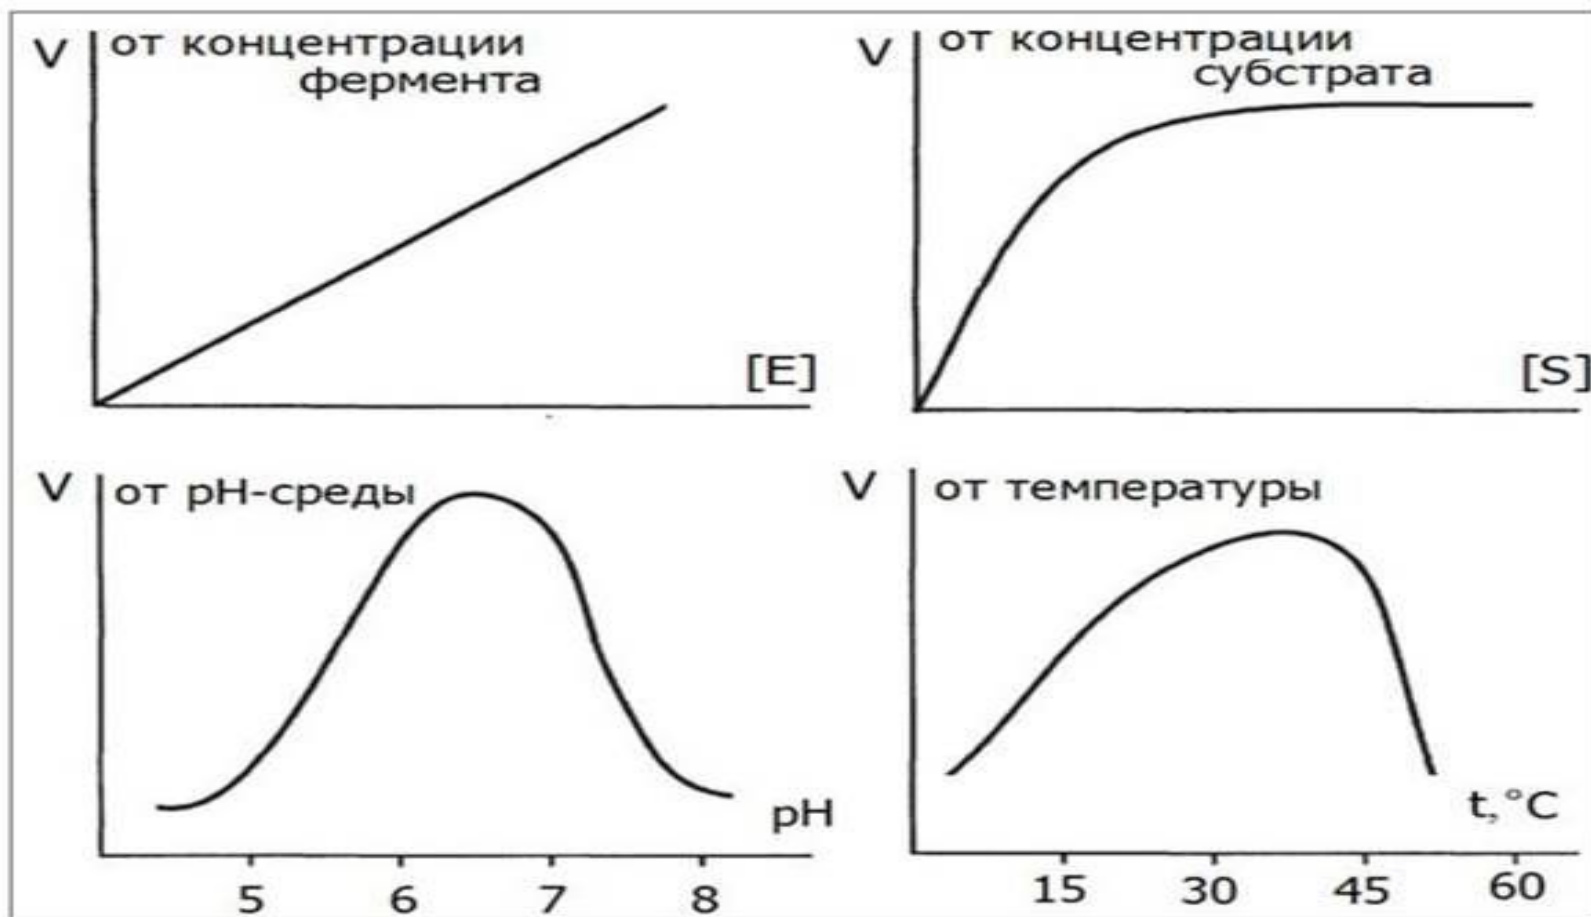 V от концентрации
фермента
[E]
V от концентрации
субстрата
[S]
V от pH-среды
pH
5 6 7 8
V от температуры
t,°C
15 30 45 60